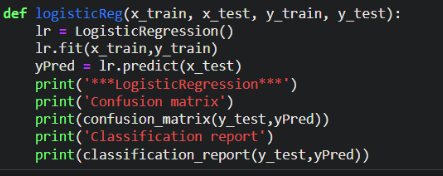 def logisticReg(x_train, x_test, y_train, y_test):
    lr = LogisticRegression()
    lr.fit(x_train,y_train)
    yPred = lr.predict(x_test)
    print('***LogisticRegression***')
    print('Confusion matrix')
    print(confusion_matrix(y_test,yPred))
    print('Classification report')
    print(classification_report(y_test,yPred))